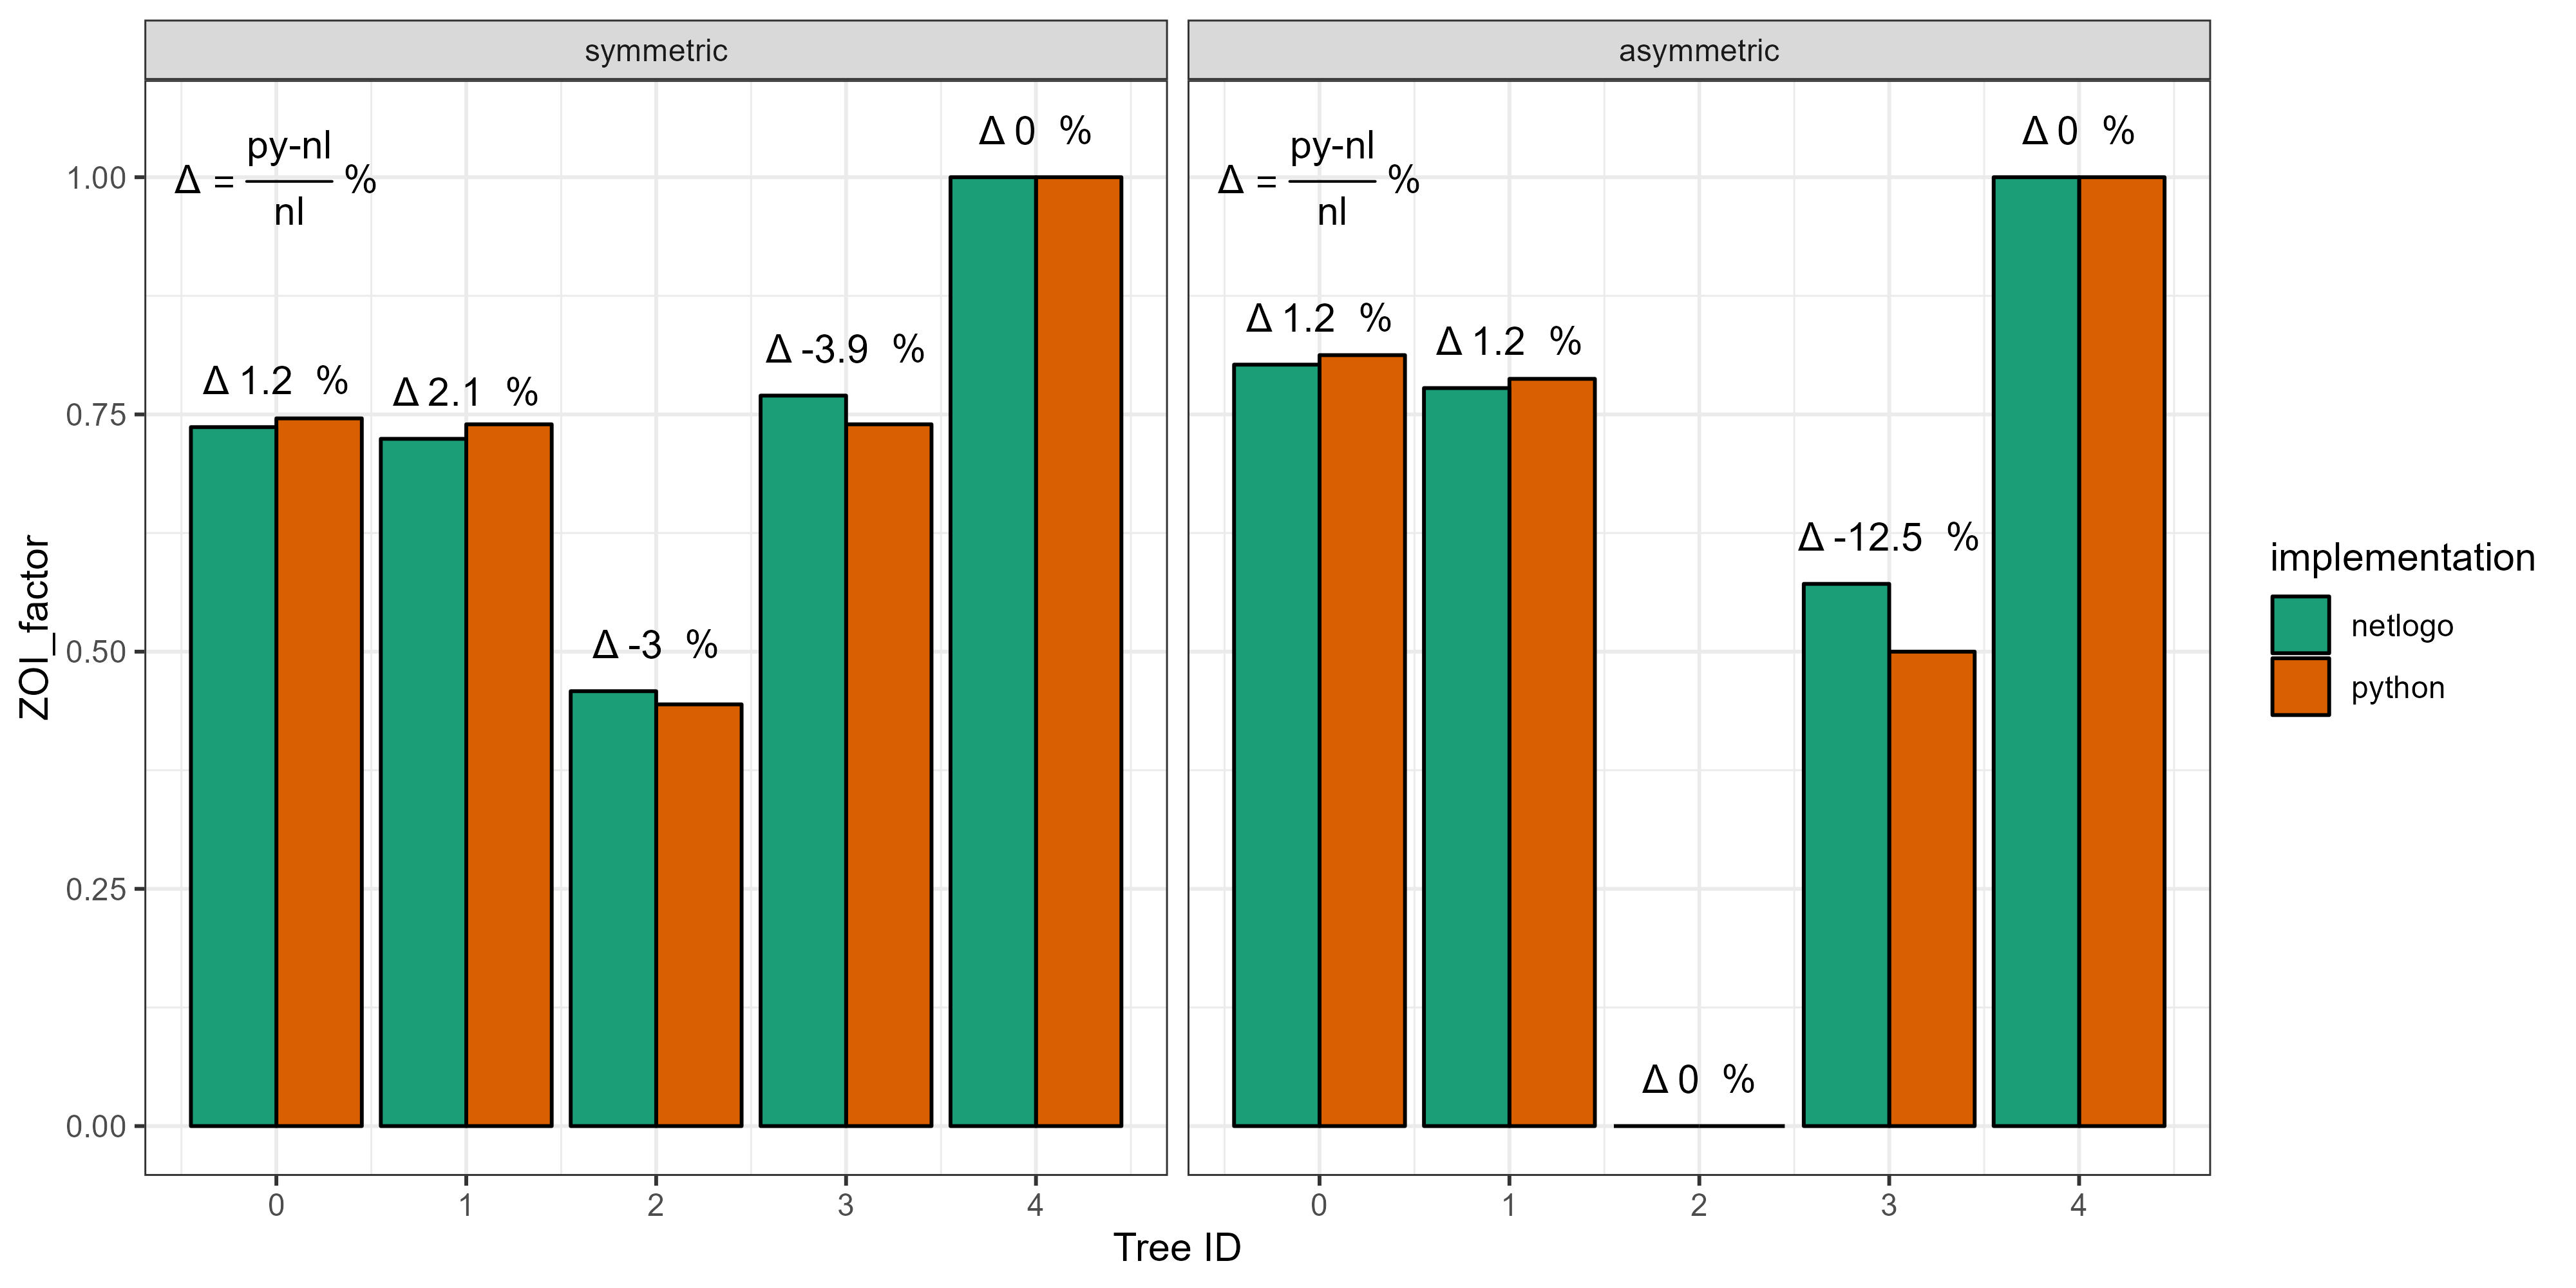 symmetric
asymmetric
Δ = py-nl / nl %
Δ 0 %
Δ = py-nl / nl %
Δ 0 %
1.00
Δ 1.2 %
Δ 2.1 %
Δ -3.9 %
Δ 1.2 %
Δ 1.2 %
0.75
Δ -3 %
Δ -12.5 %
0.50
0.25
Δ 0 %
0.00
ZOI_factor
0 1 2 3 4
0 1 2 3 4
Tree ID
implementation
netlogo
python